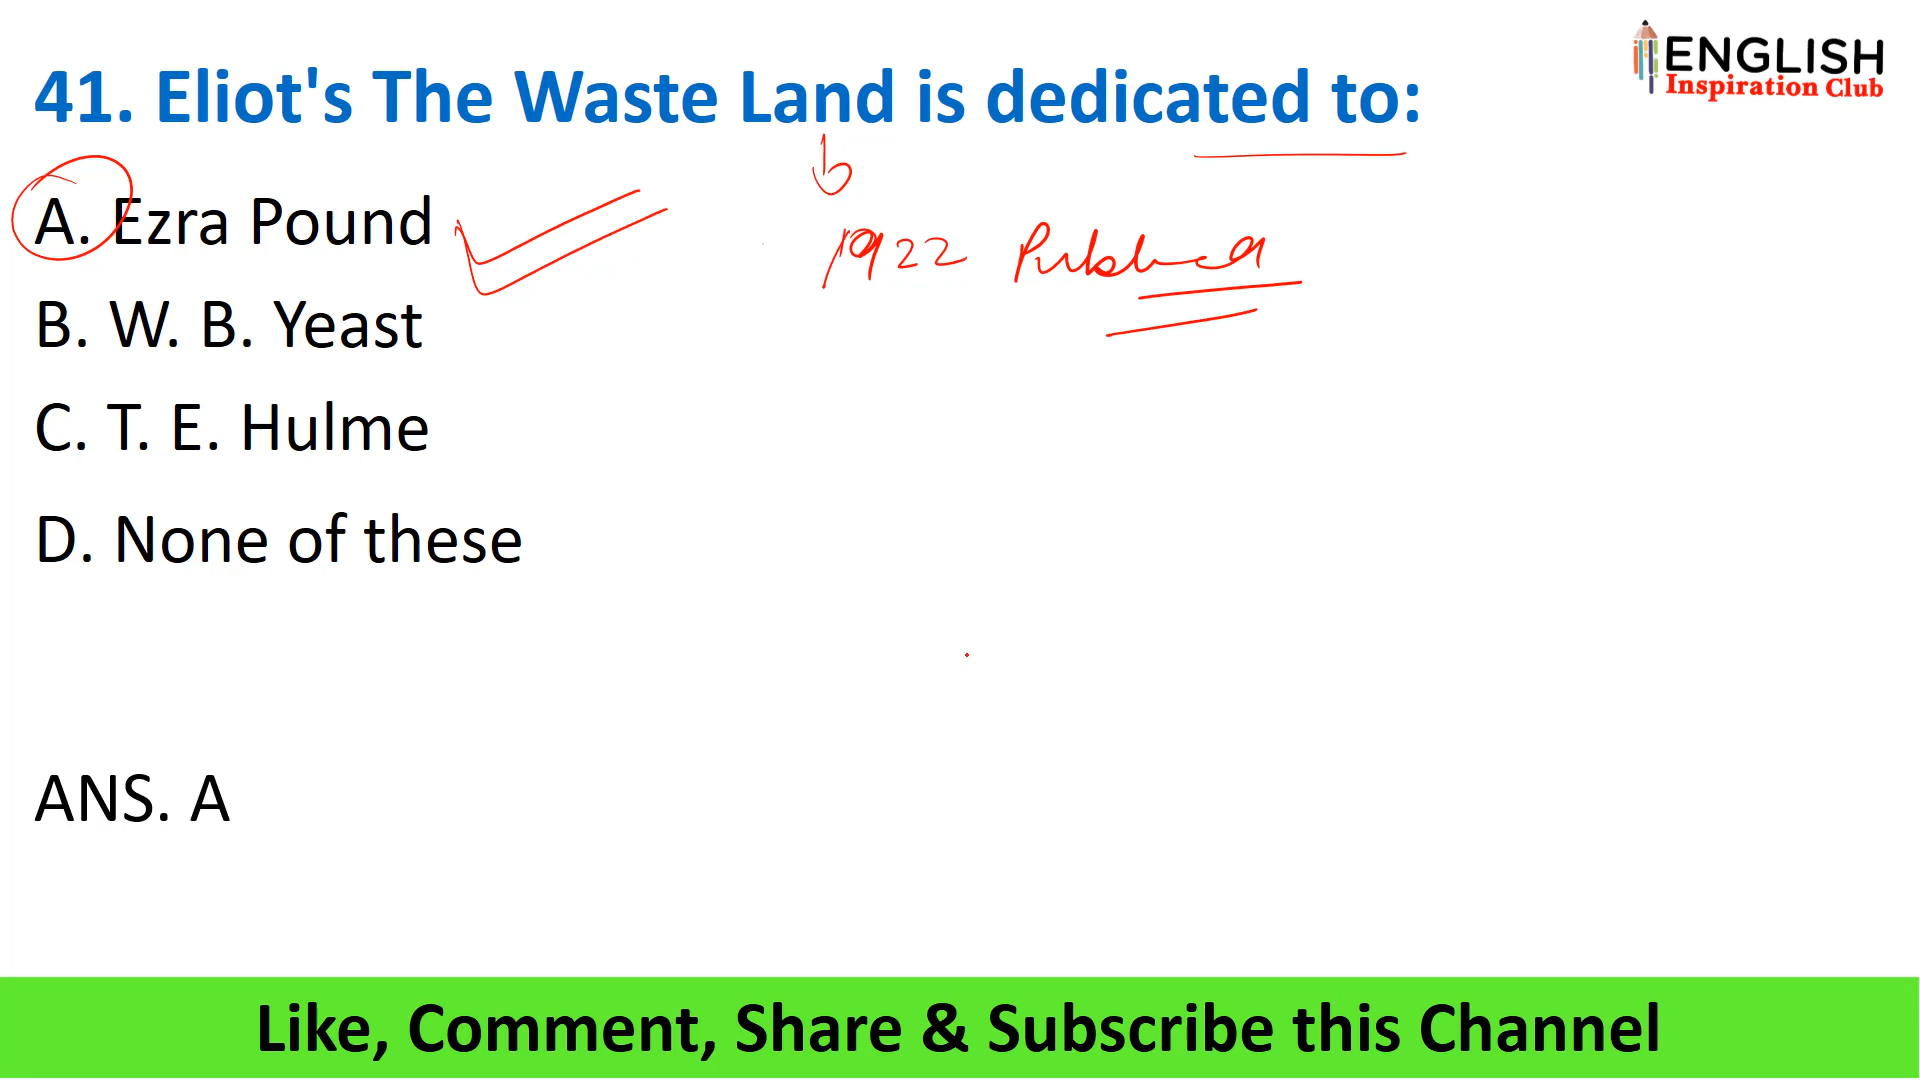 ENGLISH
Inspiration Club
41. Eliot's The Waste Land is dedicated to:
A. Ezra Pound
1922 Published
B. W. B. Yeast
C. T. E. Hulme
D. None of these
ANS. A
Like, Comment, Share & Subscribe this Channel